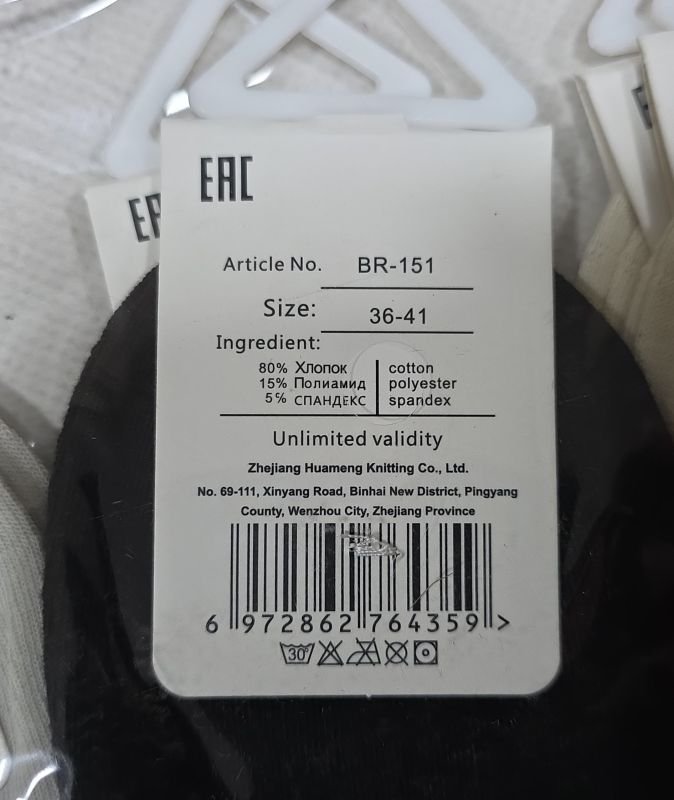 EAC
Article No. BR-151
Size: 36-41
Ingredient:
80% Хлопок cotton
15% Полиамид polyester
5% СПАНДЕКС spandex
Unlimited validity
Zhejiang Huameng Knitting Co., Ltd.
No. 69-111, Xinyang Road, Binhai New District, Pingyang
County, Wenzhou City, Zhejiang Province
6 972862 764359 >
30